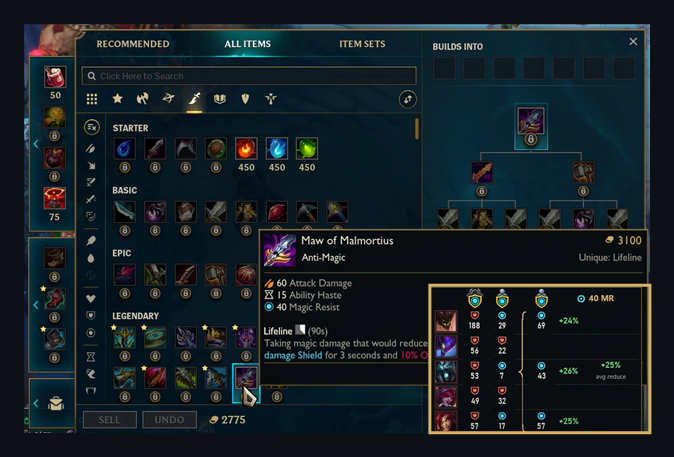 RECOMMENDED
ALL ITEMS
ITEM SETS
BUILDS INTO
Click Here to Search
50
75
STARTER
450
450
450
BASIC
EPIC
LEGENDARY
SELL
UNDO
2775
Maw of Malmortius
3100
Anti-Magic
Unique: Lifeline
60 Attack Damage
15 Ability Haste
40 Magic Resist
Lifeline (90s)
Taking magic damage that would reduce
damage Shield for 3 seconds and 10% O
40 MR
188 29 69 +24%
56 22
53 7 43 +26% +25%
avg reduce
49 32
57 17 57 +25%